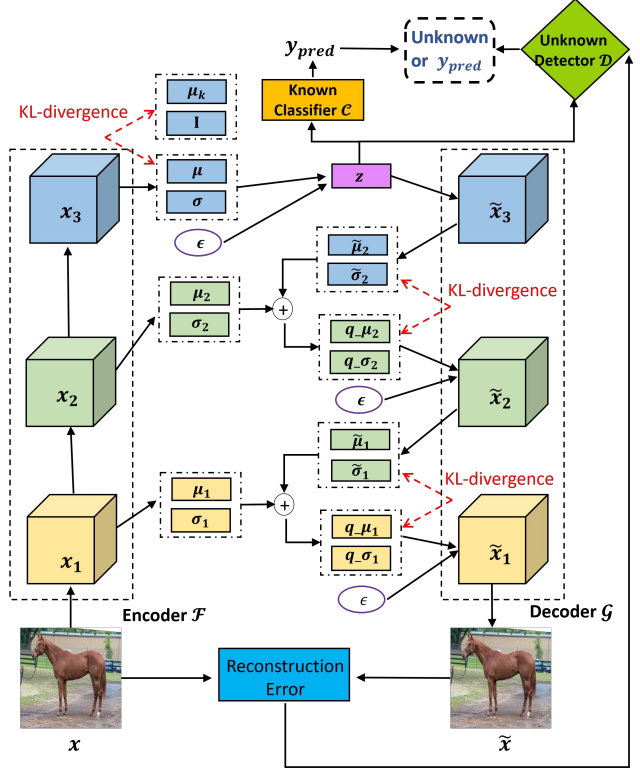 y_pred
Unknown
or y_pred
Unknown
Detector 𝒟
Known
Classifier 𝒞
KL-divergence
μ_k
I
μ
σ
z
ϵ
x_3
x̃_3
μ̃_2
σ̃_2
KL-divergence
μ_2
σ_2
+
q_μ_2
q_σ_2
x_2
x̃_2
ϵ
μ̃_1
σ̃_1
KL-divergence
μ_1
σ_1
+
q_μ_1
q_σ_1
x_1
x̃_1
ϵ
Encoder ℱ
Decoder 𝒢
Reconstruction
Error
x
x̃